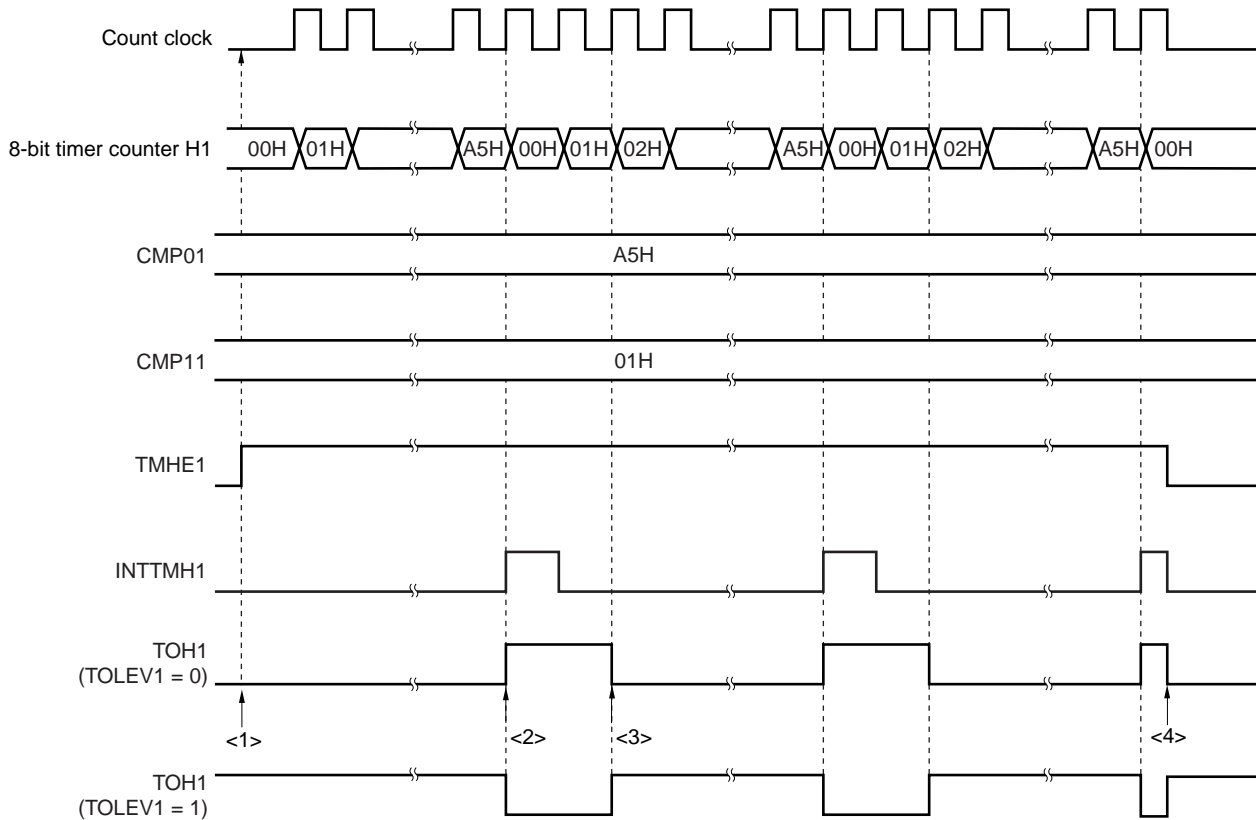 Count clock
8-bit timer counter H1
00H 01H A5H 00H 01H 02H A5H 00H 01H 02H A5H 00H
CMP01
A5H
CMP11
01H
TMHE1
INTTMH1
TOH1
(TOLEV1 = 0)
<1> <2> <3> <4>
TOH1
(TOLEV1 = 1)